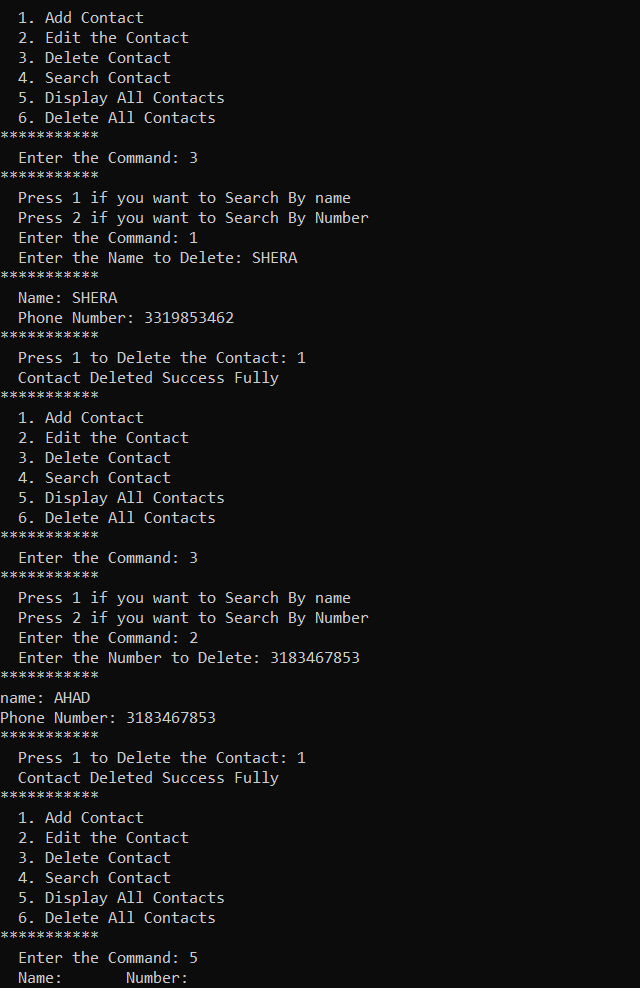 1. Add Contact
2. Edit the Contact
3. Delete Contact
4. Search Contact
5. Display All Contacts
6. Delete All Contacts
***********
Enter the Command: 3
***********
Press 1 if you want to Search By name
Press 2 if you want to Search By Number
Enter the Command: 1
Enter the Name to Delete: SHERA
***********
Name: SHERA
Phone Number: 3319853462
***********
Press 1 to Delete the Contact: 1
Contact Deleted Success Fully
***********
1. Add Contact
2. Edit the Contact
3. Delete Contact
4. Search Contact
5. Display All Contacts
6. Delete All Contacts
***********
Enter the Command: 3
***********
Press 1 if you want to Search By name
Press 2 if you want to Search By Number
Enter the Command: 2
Enter the Number to Delete: 3183467853
***********
name: AHAD
Phone Number: 3183467853
***********
Press 1 to Delete the Contact: 1
Contact Deleted Success Fully
***********
1. Add Contact
2. Edit the Contact
3. Delete Contact
4. Search Contact
5. Display All Contacts
6. Delete All Contacts
***********
Enter the Command: 5
Name:       Number: